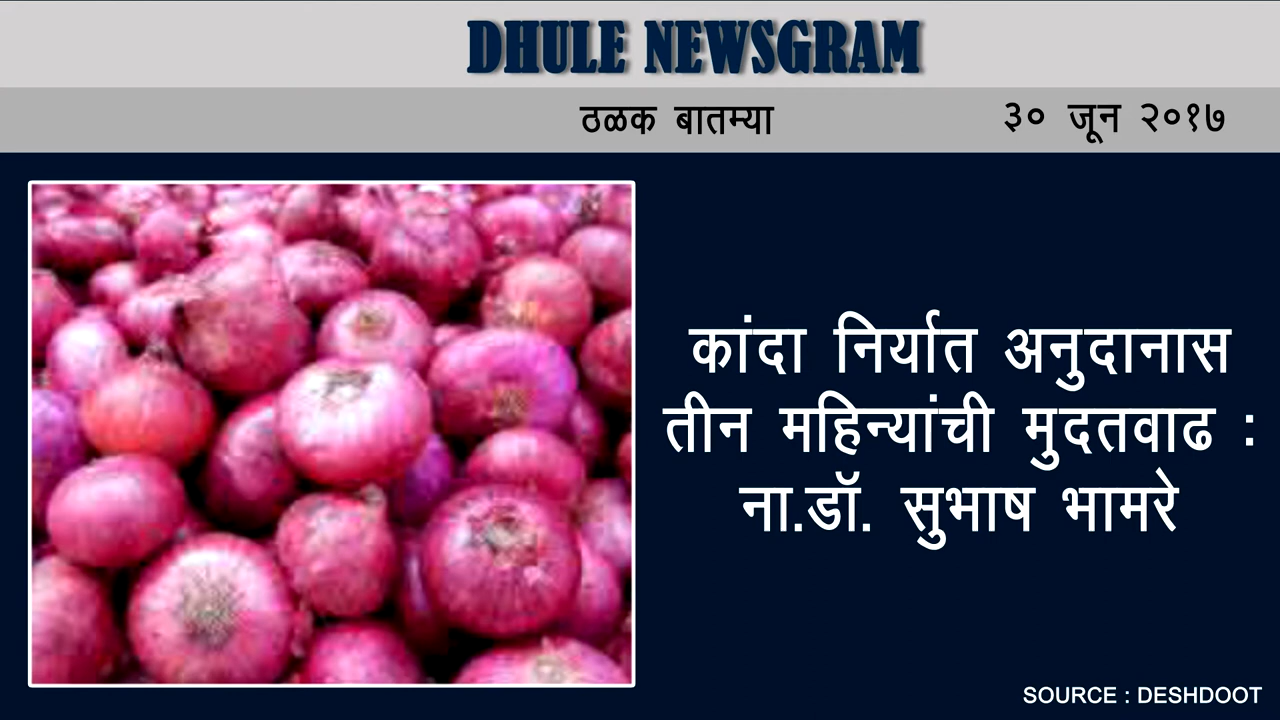 DHULE NEWSGRAM
ठळक बातम्या
३० जून २०१७
कांदा निर्यात अनुदानास
तीन महिन्यांची मुदतवाढ :
ना.डॉ. सुभाष भामरे
SOURCE : DESHDOOT